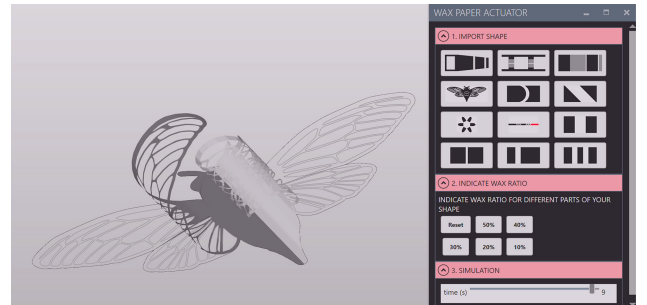 WAX PAPER ACTUATOR
1. IMPORT SHAPE
2. INDICATE WAX RATIO
INDICATE WAX RATIO FOR DIFFERENT PARTS OF YOUR
SHAPE
Reset 50% 40%
30% 20% 10%
3. SIMULATION
time (s) 9